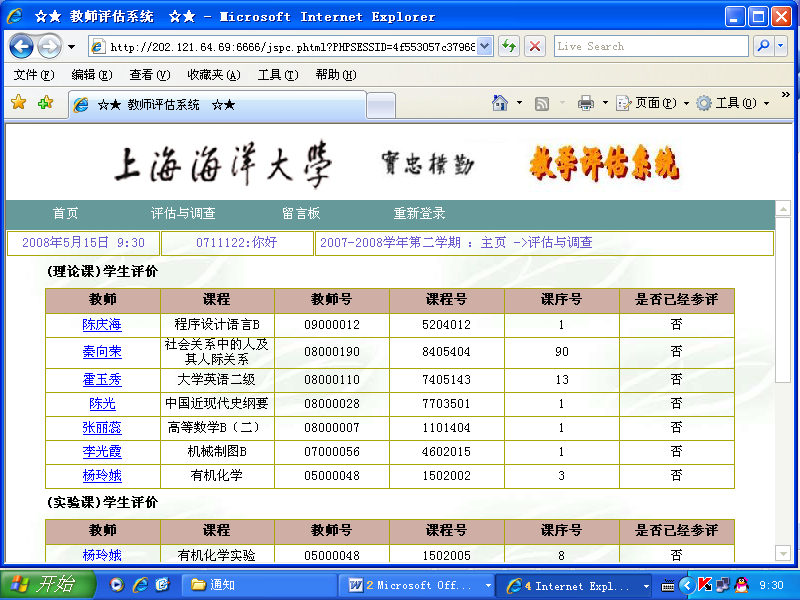 ☆★ 教师评估系统 ☆★ - Microsoft Internet Explorer
http://202.121.64.69:6666/jspc.phtml?PHPSESSID=4f553057c3796
Live Search
文件(F) 编辑(E) 查看(V) 收藏夹(A) 工具(T) 帮助(H)
☆★ 教师评估系统 ☆★
页面(P) 工具(O) »
上海海洋大學 實忠樸勤 教学评估系统
首页 评估与调查 留言板 重新登录
2008年5月15日 9:30 0711122:你好 2007-2008学年第二学期 : 主页 ->评估与调查
(理论课)学生评价
教师 课程 教师号 课程号 课序号 是否已经参评
陈庆海 程序设计语言B 09000012 5204012 1 否
秦向荣 社会关系中的人及其人际关系 08000190 8405404 90 否
霍玉秀 大学英语二级 08000110 7405143 13 否
陈光 中国近现代史纲要 08000028 7703501 1 否
张丽蕊 高等数学B（二） 08000007 1101404 1 否
李光霞 机械制图B 07000056 4602015 1 否
杨玲娥 有机化学 05000048 1502002 3 否
(实验课)学生评价
教师 课程 教师号 课程号 课序号 是否已经参评
杨玲娥 有机化学实验 05000048 1502005 8 否
开始 通知 2 Microsoft Off... 4 Internet Expl... 9:30